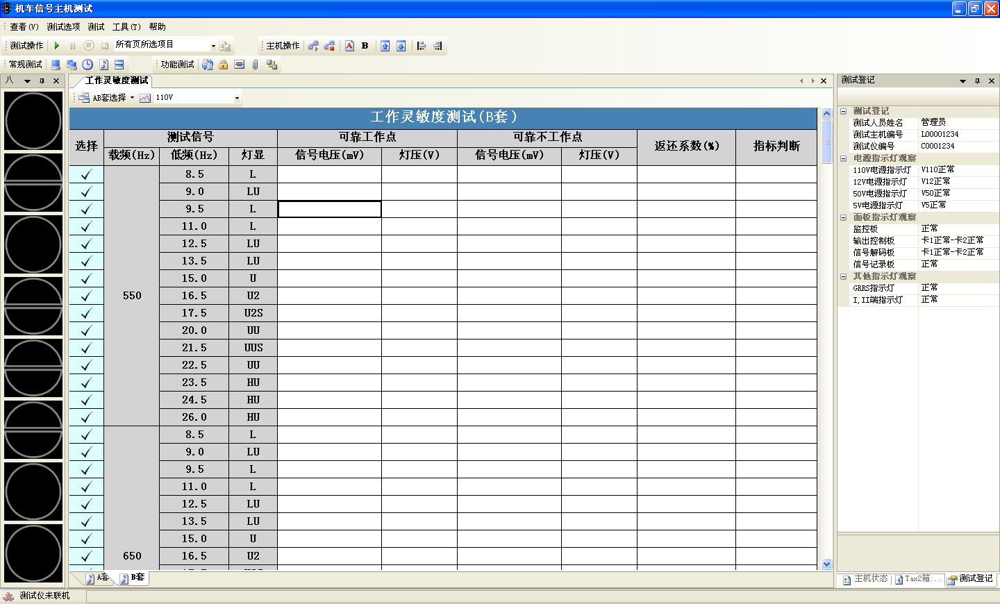 机车信号主机测试
查看(V) 测试选项 测试 工具(T) 帮助
测试操作 所有页所选项目 主机操作 A B
常规测试 功能测试
八 工作灵敏度测试 测试登记
AB套选择 110V
工作灵敏度测试(B套)
选择 测试信号 可靠工作点 可靠不工作点 返还系数(%) 指标判断
载频(Hz) 低频(Hz) 灯显 信号电压(mV) 灯压(V) 信号电压(mV) 灯压(V)
550
8.5 L
9.0 LU
9.5 L
11.0 L
12.5 LU
13.5 LU
15.0 U
16.5 U2
17.5 U2S
20.0 UU
21.5 UUS
22.5 UU
23.5 HU
24.5 HU
26.0 HU
650
8.5 L
9.0 LU
9.5 L
11.0 L
12.5 LU
13.5 LU
15.0 U
16.5 U2
A套 B套
测试登记
测试人员姓名 管理员
测试主机编号 L00001234
测试仪编号 C0001234
电源指示灯观察
110V电源指示灯 V110正常
12V电源指示灯 V12正常
50V电源指示灯 V50正常
5V电源指示灯 V5正常
面板指示灯观察
监控板 正常
输出控制板 卡1正常-卡2正常
信号解码板 卡1正常-卡2正常
信号记录板 正常
其他指示灯观察
GRRS指示灯 正常
I,II端指示灯 正常
主机状态 Tax2箱... 测试登记
测试仪未联机